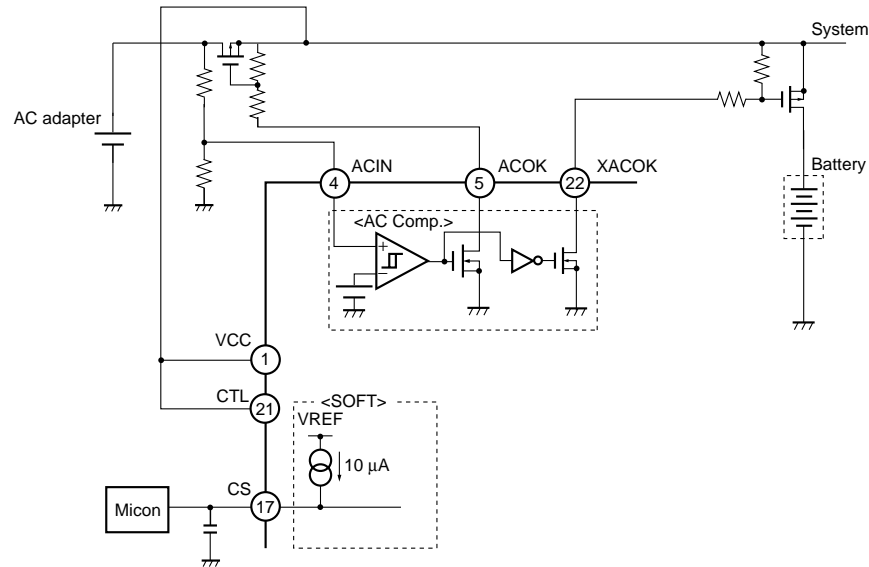 System
AC adapter
Battery
ACIN
ACOK
XACOK
4
5
22
<AC Comp.>
+
−
VCC
1
CTL
21
<SOFT>
VREF
10 µA
CS
17
Micon